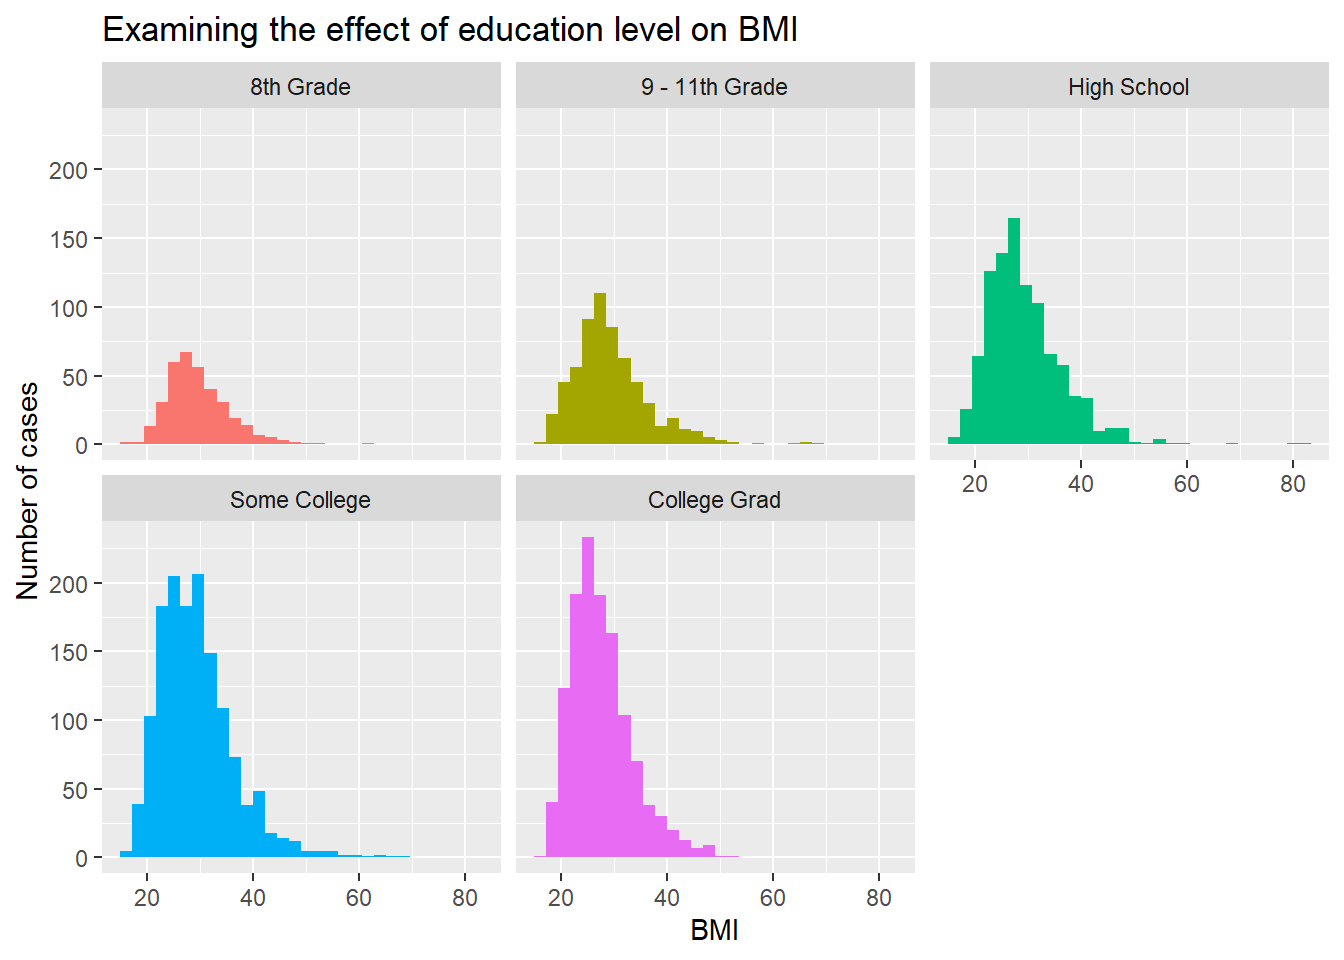 Examining the effect of education level on BMI
8th Grade
9 - 11th Grade
High School
200
150
100
50
0
20 40 60 80
Some College
College Grad
200
150
100
50
0
20 40 60 80
20 40 60 80
Number of cases
BMI